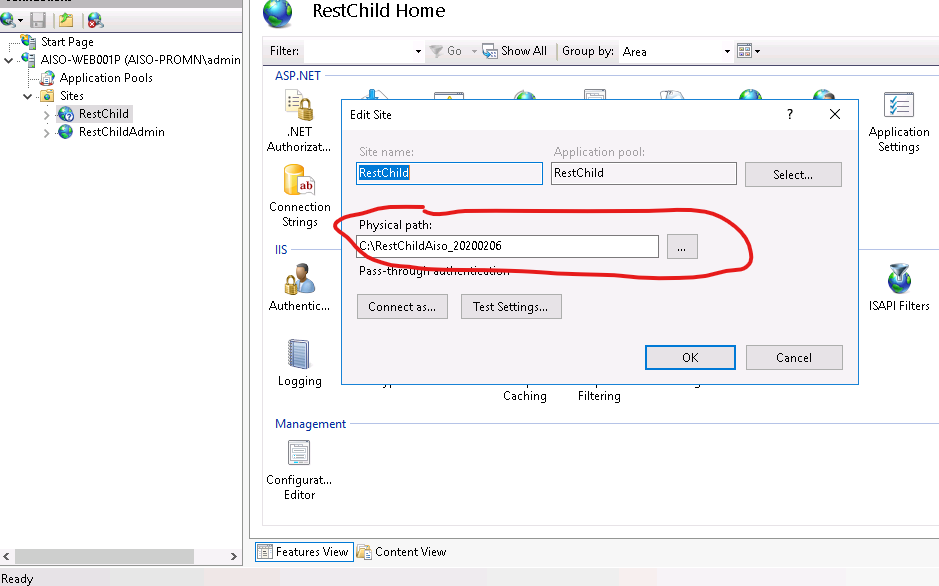 RestChild Home
Start Page
AISO-WEB001P (AISO-PROMN\admin
Application Pools
Sites
RestChild
RestChildAdmin
Filter:
Go
Show All
Group by:
Area
ASP.NET
.NET
Authorizat...
Connection
Strings
IIS
Authentic...
Logging
Management
Configurat...
Editor
Edit Site
?
Site name:
Application pool:
RestChild
RestChild
Select...
Physical path:
C:\RestChildAiso_20200206
...
Pass-through authentication
Connect as...
Test Settings...
OK
Cancel
Caching
Filtering
Application
Settings
ISAPI Filters
Features View
Content View
Ready